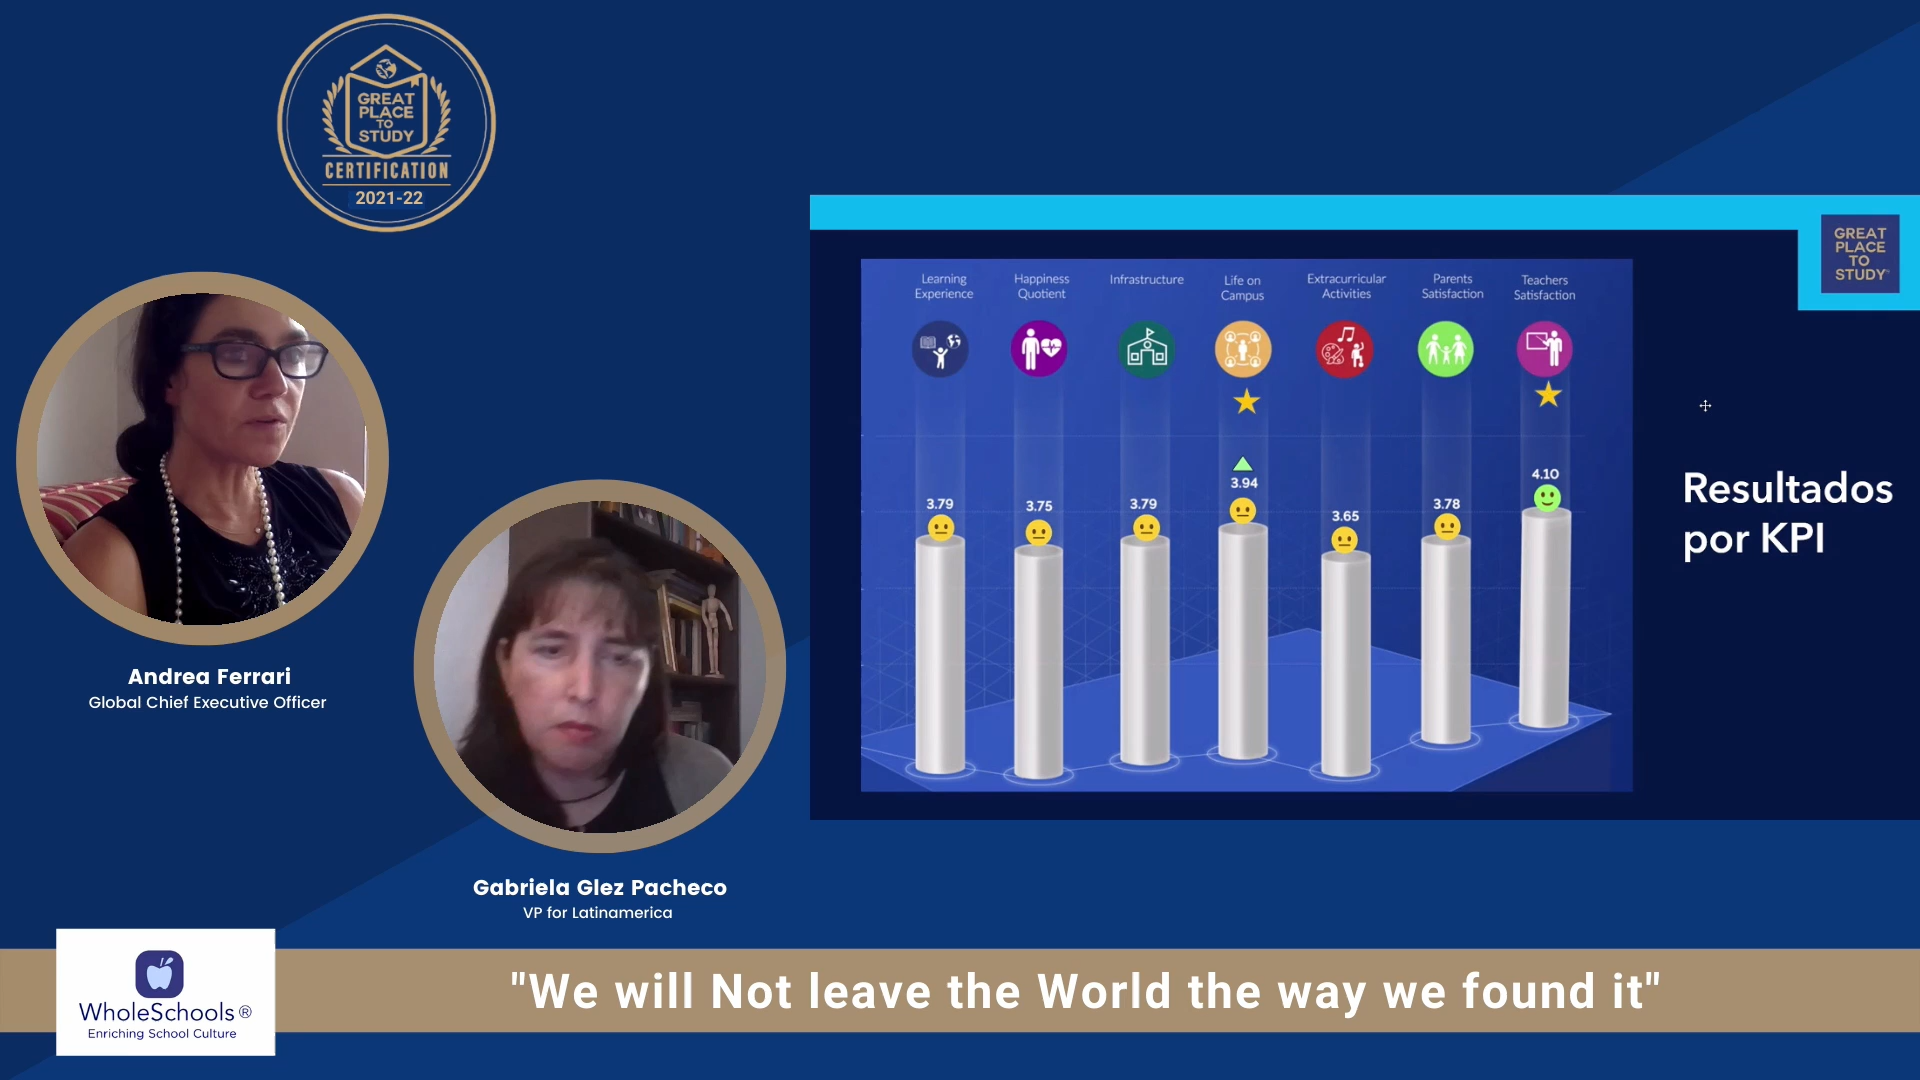 GREAT
PLACE
TO
STUDY
CERTIFICATION
2021-22
GREAT
PLACE
TO
STUDY
Learning
Experience
Happiness
Quotient
Infrastructure
Life on
Campus
Extracurricular
Activities
Parents
Satisfaction
Teachers
Satisfaction
3.79
3.75
3.79
3.94
3.65
3.78
4.10
Resultados
por KPI
Andrea Ferrari
Global Chief Executive Officer
Gabriela Glez Pacheco
VP for Latinamerica
WholeSchools®
Enriching School Culture
"We will Not leave the World the way we found it"